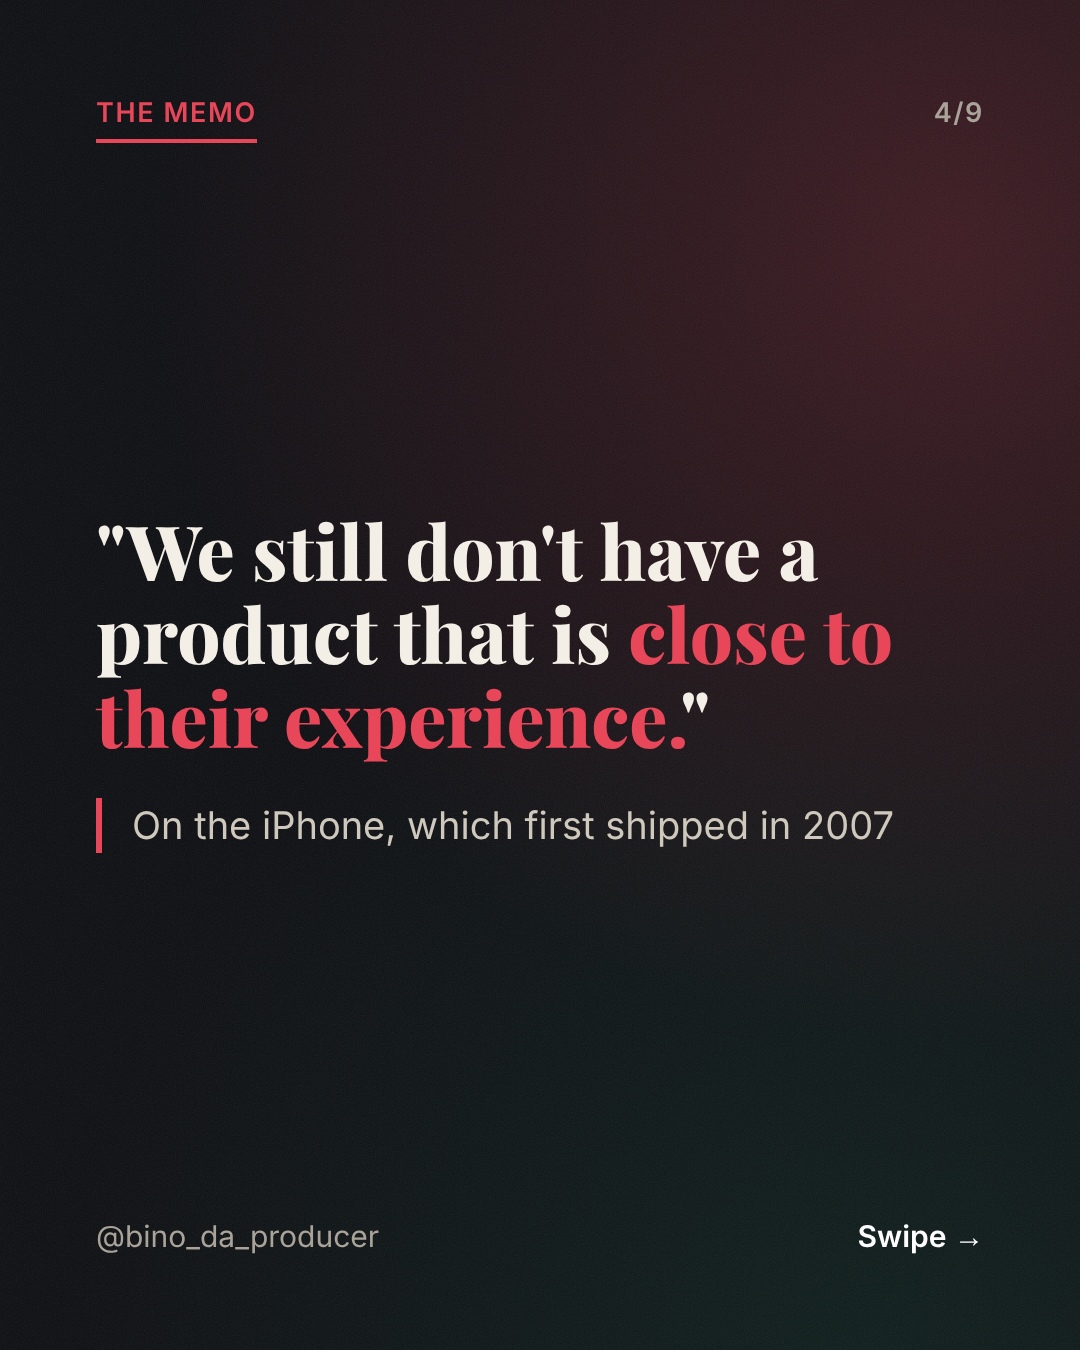 THE MEMO
4/9
"We still don't have a
product that is close to
their experience."
On the iPhone, which first shipped in 2007
@bino_da_producer
Swipe →